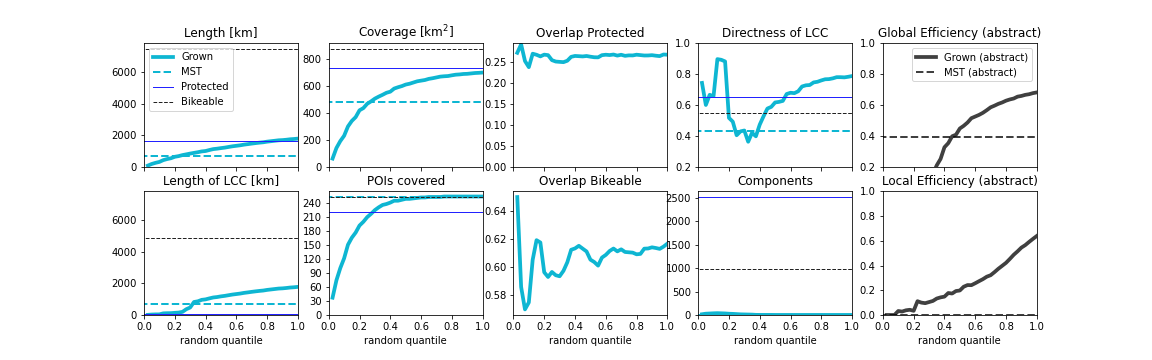 Length [km]
Coverage [km²]
Overlap Protected
Directness of LCC
Global Efficiency (abstract)
6000
4000
2000
0
Grown
MST
Protected
Bikeable
800
600
400
200
0
0.25
0.20
0.15
0.10
0.05
0.00
1.0
0.8
0.6
0.4
0.2
1.0
0.8
0.6
0.4
0.2
Grown (abstract)
MST (abstract)
Length of LCC [km]
POIs covered
Overlap Bikeable
Components
Local Efficiency (abstract)
6000
4000
2000
0
240
210
180
150
120
90
60
30
0
0.64
0.62
0.60
0.58
2500
2000
1500
1000
500
0
1.0
0.8
0.6
0.4
0.2
0.0
0.0 0.2 0.4 0.6 0.8 1.0
0.0 0.2 0.4 0.6 0.8 1.0
0.0 0.2 0.4 0.6 0.8 1.0
0.0 0.2 0.4 0.6 0.8 1.0
0.0 0.2 0.4 0.6 0.8 1.0
random quantile
random quantile
random quantile
random quantile
random quantile